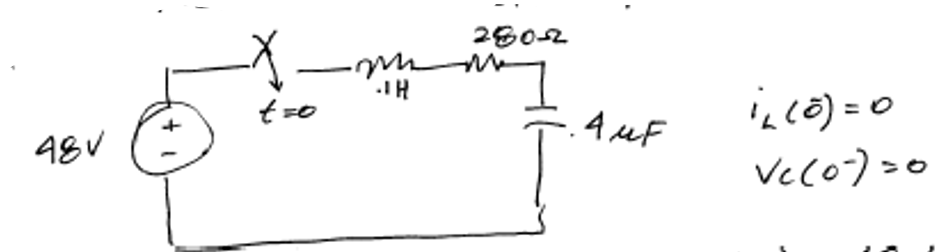 280Ω
.1H
t=0
48V
+
-
.4μF
iL(0-)=0
Vc(0-)=0